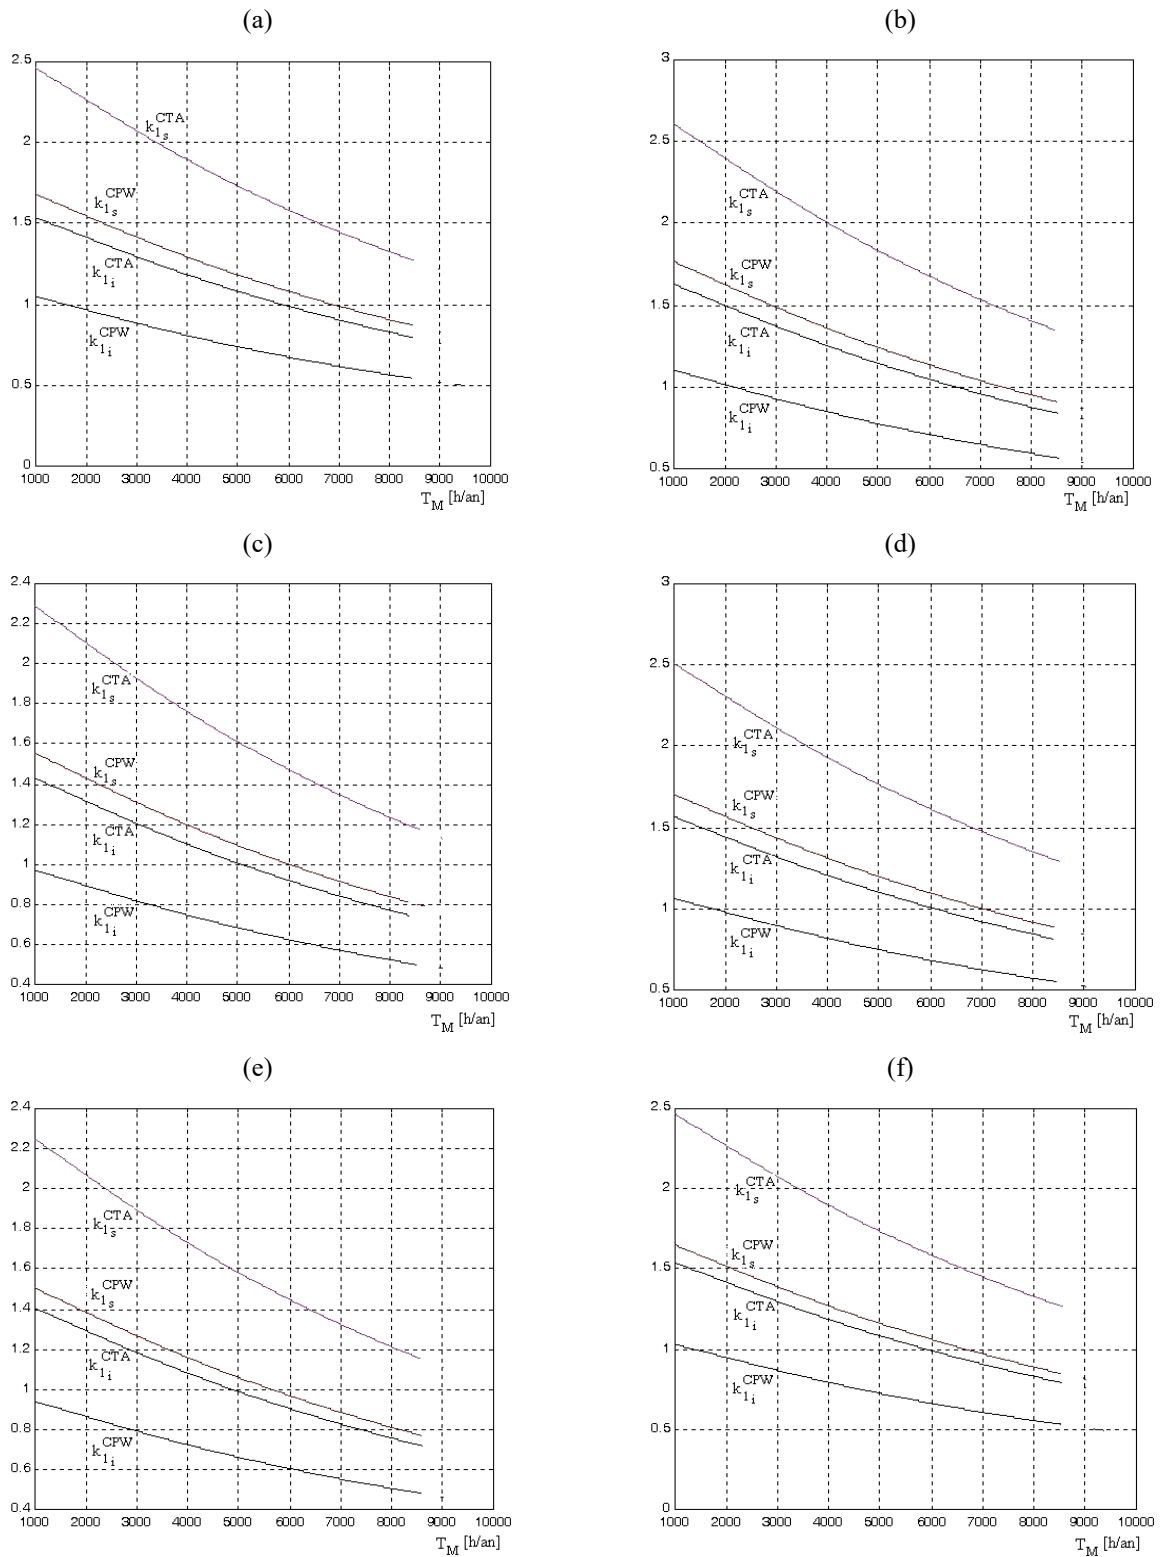 (a)
2.5
2
1.5
1
0.5
0
k1s CTA
k1s CPW
k1i CTA
k1i CPW
1000 2000 3000 4000 5000 6000 7000 8000 9000 10000
TM [h/an]
(b)
3
2.5
2
1.5
1
0.5
k1s CTA
k1s CPW
k1i CTA
k1i CPW
1000 2000 3000 4000 5000 6000 7000 8000 9000 10000
TM [h/an]
(c)
2.4
2.2
2
1.8
1.6
1.4
1.2
1
0.8
0.6
0.4
k1s CTA
k1s CPW
k1i CTA
k1i CPW
1000 2000 3000 4000 5000 6000 7000 8000 9000 10000
TM [h/an]
(d)
3
2.5
2
1.5
1
0.5
k1s CTA
k1s CPW
k1i CTA
k1i CPW
1000 2000 3000 4000 5000 6000 7000 8000 9000 10000
TM [h/an]
(e)
2.4
2.2
2
1.8
1.6
1.4
1.2
1
0.8
0.6
0.4
k1s CTA
k1s CPW
k1i CTA
k1i CPW
1000 2000 3000 4000 5000 6000 7000 8000 9000 10000
TM [h/an]
(f)
2.5
2
1.5
1
0.5
0
k1s CTA
k1s CPW
k1i CTA
k1i CPW
1000 2000 3000 4000 5000 6000 7000 8000 9000 10000
TM [h/an]